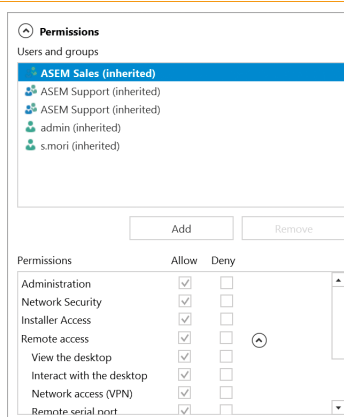 Permissions
Users and groups
ASEM Sales (inherited)
ASEM Support (inherited)
ASEM Support (inherited)
admin (inherited)
s.mori (inherited)
Add Remove
Permissions Allow Deny
Administration
Network Security
Installer Access
Remote access
View the desktop
Interact with the desktop
Network access (VPN)
Remote serial port